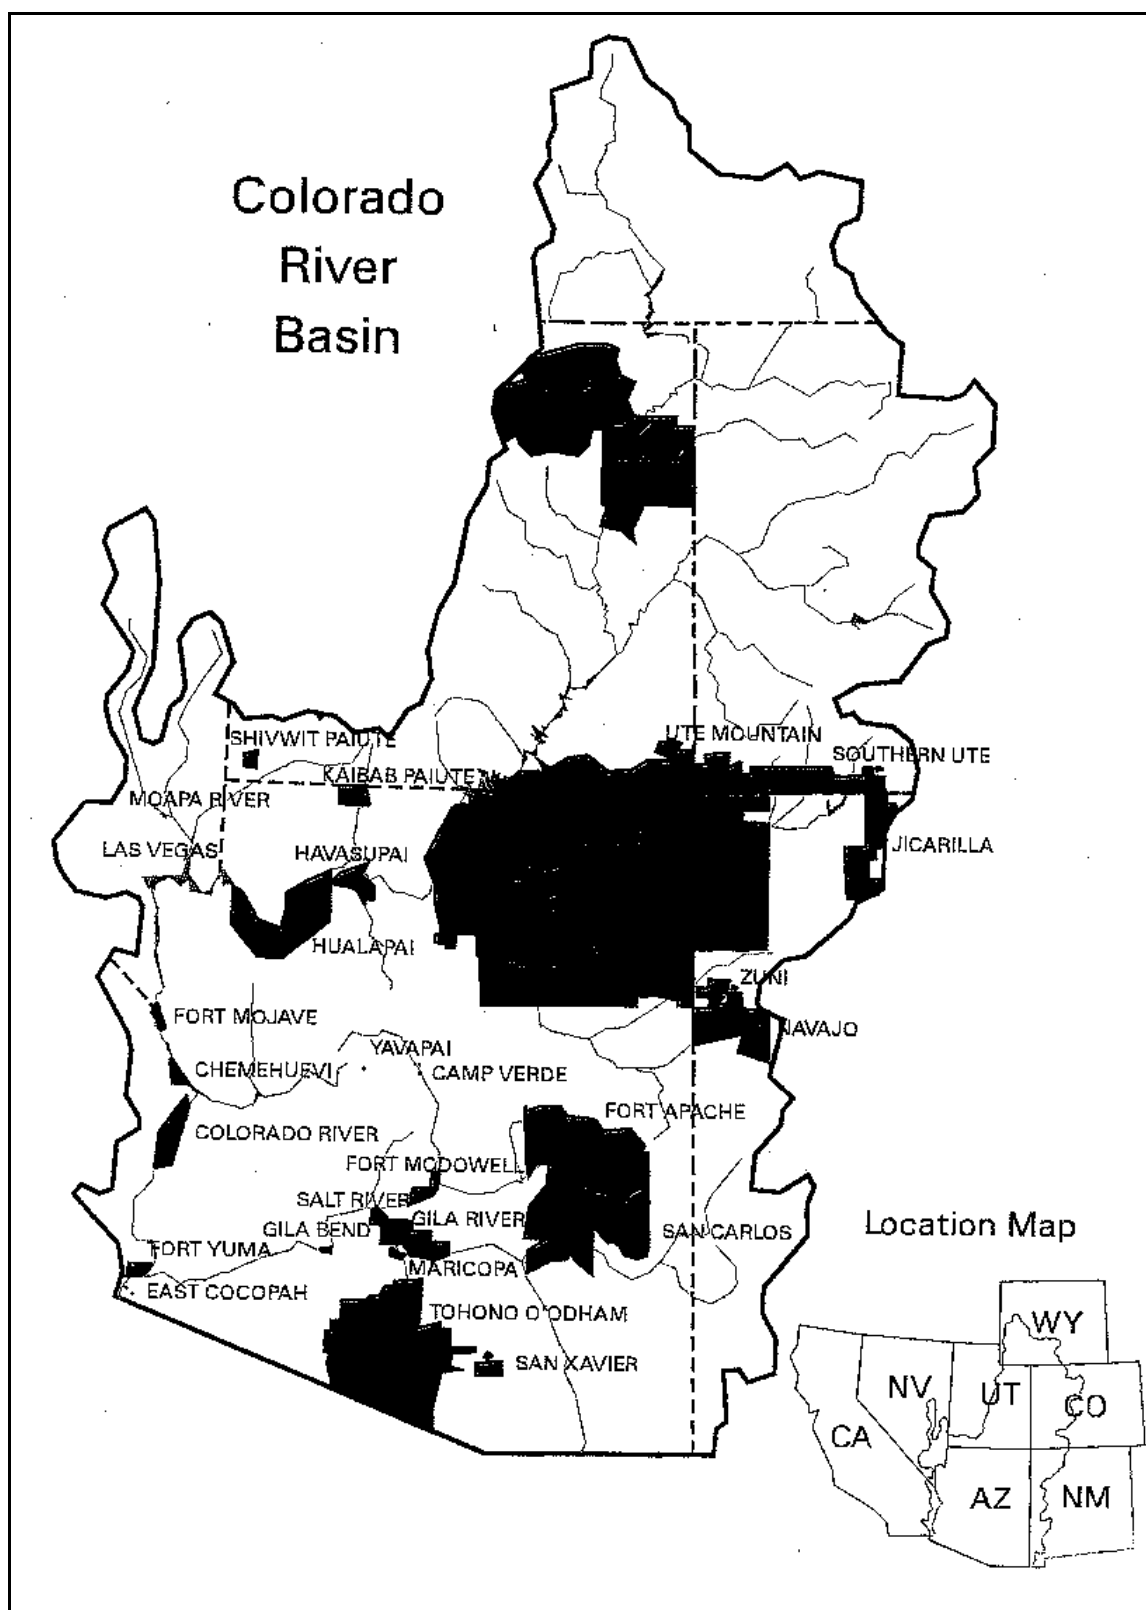 Colorado
River
Basin
UTE MOUNTAIN
SHIVWIT PAIUTE
SOUTHERN UTE
KAIBAB PAIUTE
MOAPA RIVER
LAS VEGAS
HAVASUPAI
JICARILLA
HUALAPAI
ZUNI
FORT MOJAVE
NAVAJO
YAVAPAI
CHEMEHUEVI
CAMP VERDE
FORT APACHE
COLORADO RIVER
FORT MCDOWELL
SALT RIVER
GILA RIVER
GILA BEND
SAN CARLOS
Location Map
FORT YUMA
MARICOPA
EAST COCOPAH
TOHONO O'ODHAM
SAN XAVIER
WY
NV
UT
CO
CA
AZ
NM